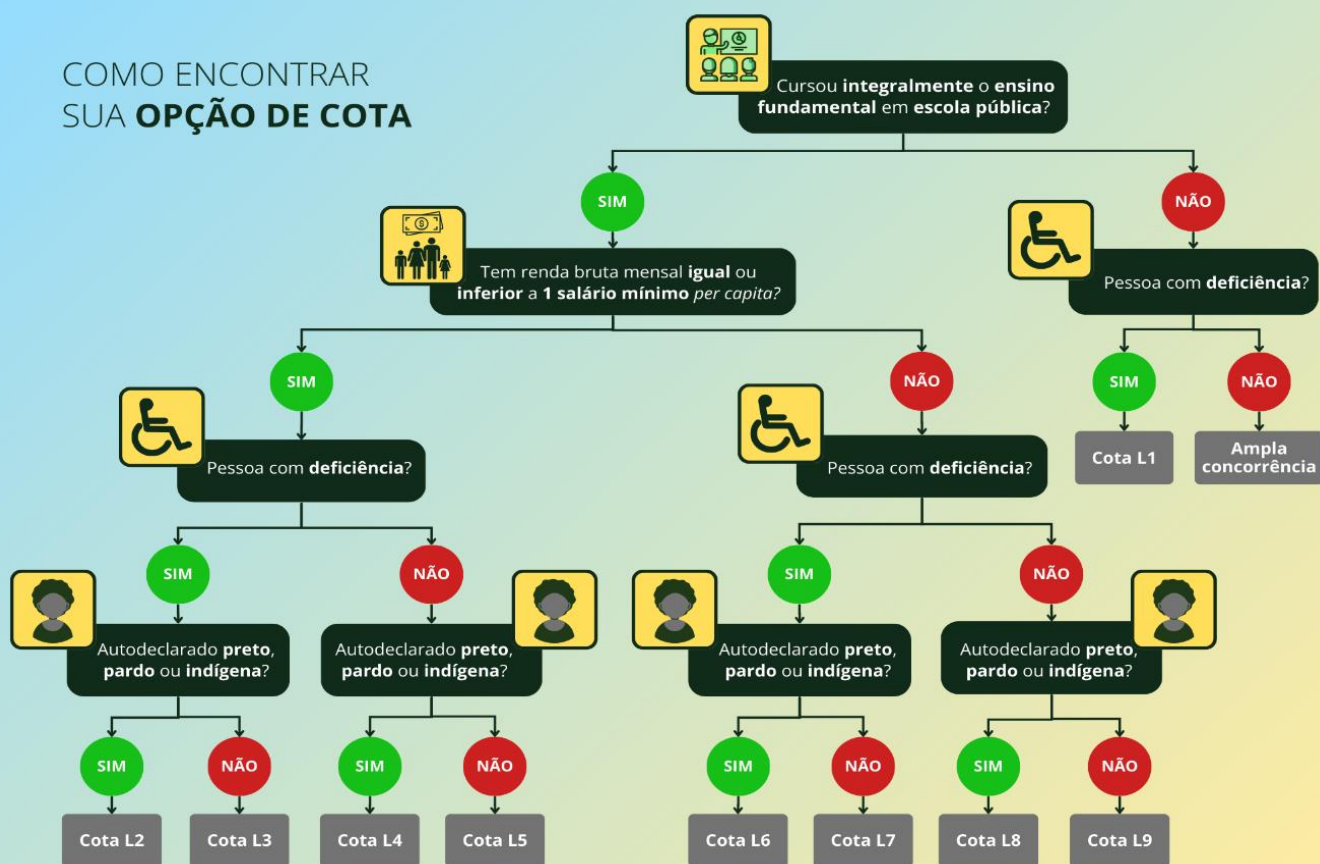 COMO ENCONTRAR
SUA OPÇÃO DE COTA
Cursou integralmente o ensino
fundamental em escola pública?
SIM
NÃO
Tem renda bruta mensal igual ou
inferior a 1 salário mínimo per capita?
Pessoa com deficiência?
SIM
NÃO
SIM
NÃO
Cota L1
Ampla
concorrência
Pessoa com deficiência?
Pessoa com deficiência?
SIM
NÃO
SIM
NÃO
Autodeclarado preto,
pardo ou indígena?
Autodeclarado preto,
pardo ou indígena?
Autodeclarado preto,
pardo ou indígena?
Autodeclarado preto,
pardo ou indígena?
SIM
NÃO
SIM
NÃO
SIM
NÃO
SIM
NÃO
Cota L2
Cota L3
Cota L4
Cota L5
Cota L6
Cota L7
Cota L8
Cota L9